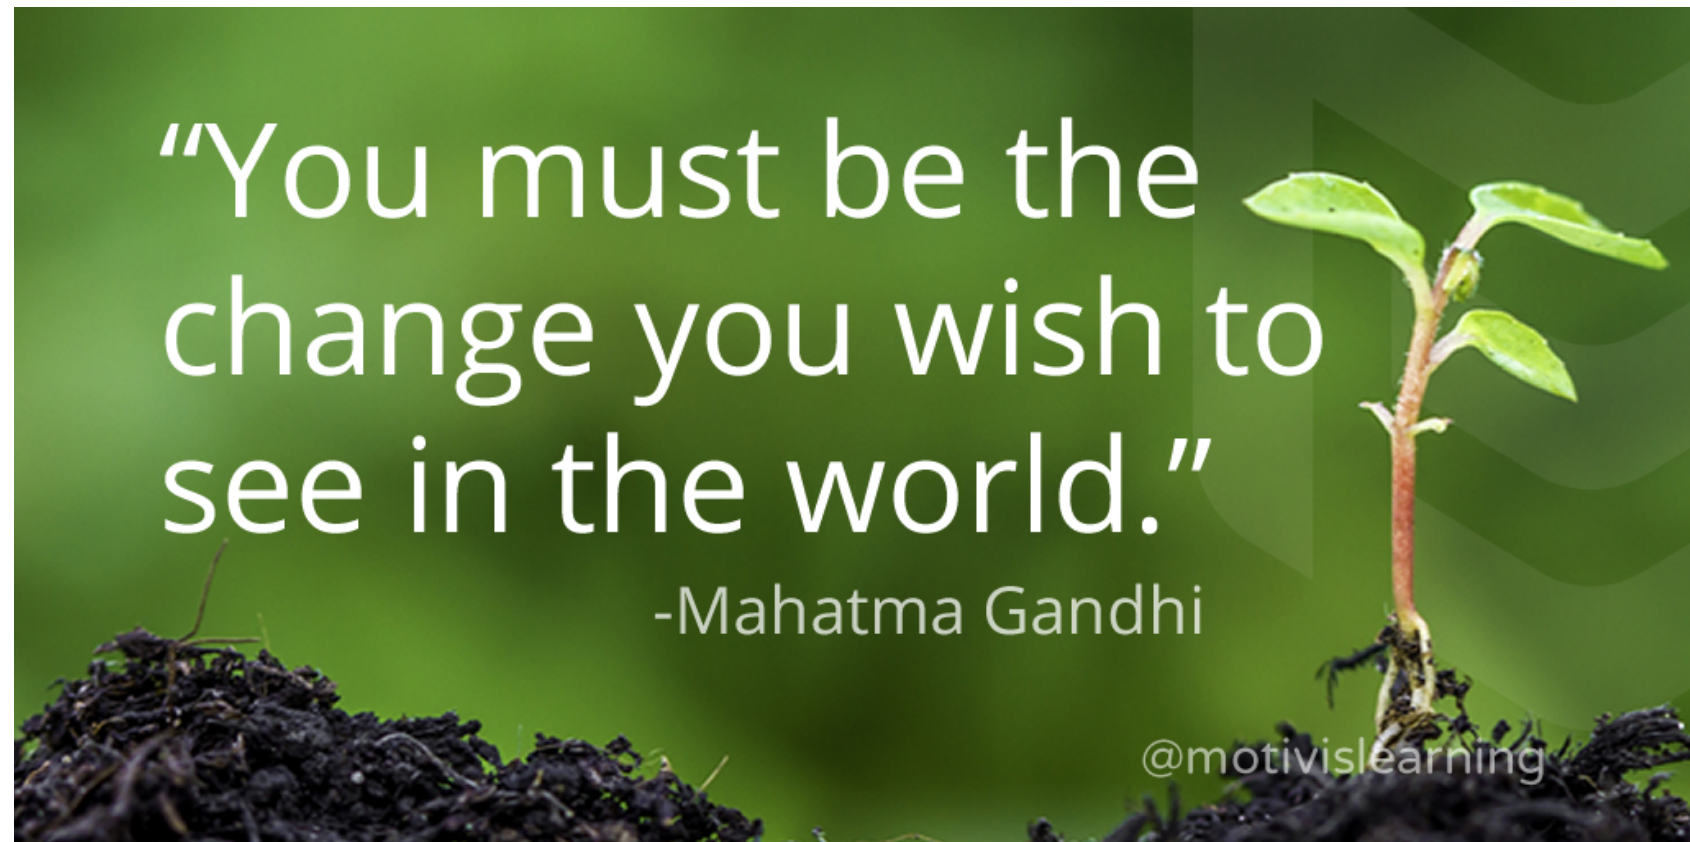 “You must be the
change you wish to
see in the world.”
-Mahatma Gandhi
@motivislearning